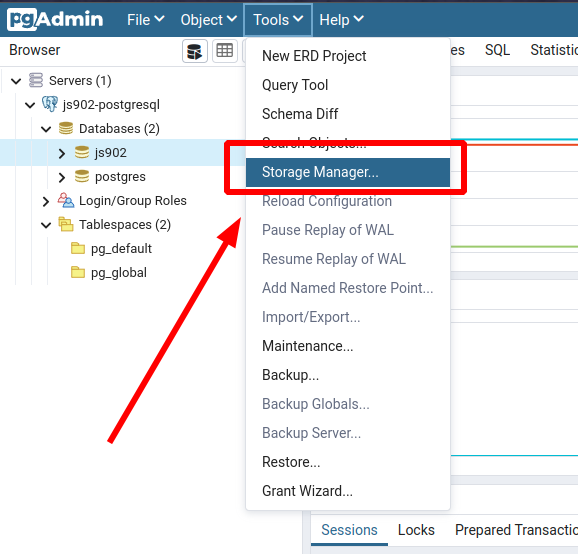 pgAdmin File Object Tools Help
Browser
SQL
Servers (1)
js902-postgresql
Databases (2)
js902
postgres
Login/Group Roles
Tablespaces (2)
pg_default
pg_global
New ERD Project
Query Tool
Schema Diff
Search Objects...
Storage Manager...
Reload Configuration
Pause Replay of WAL
Resume Replay of WAL
Add Named Restore Point...
Import/Export...
Maintenance...
Backup...
Backup Globals...
Backup Server...
Restore...
Grant Wizard...
Sessions Locks Prepared